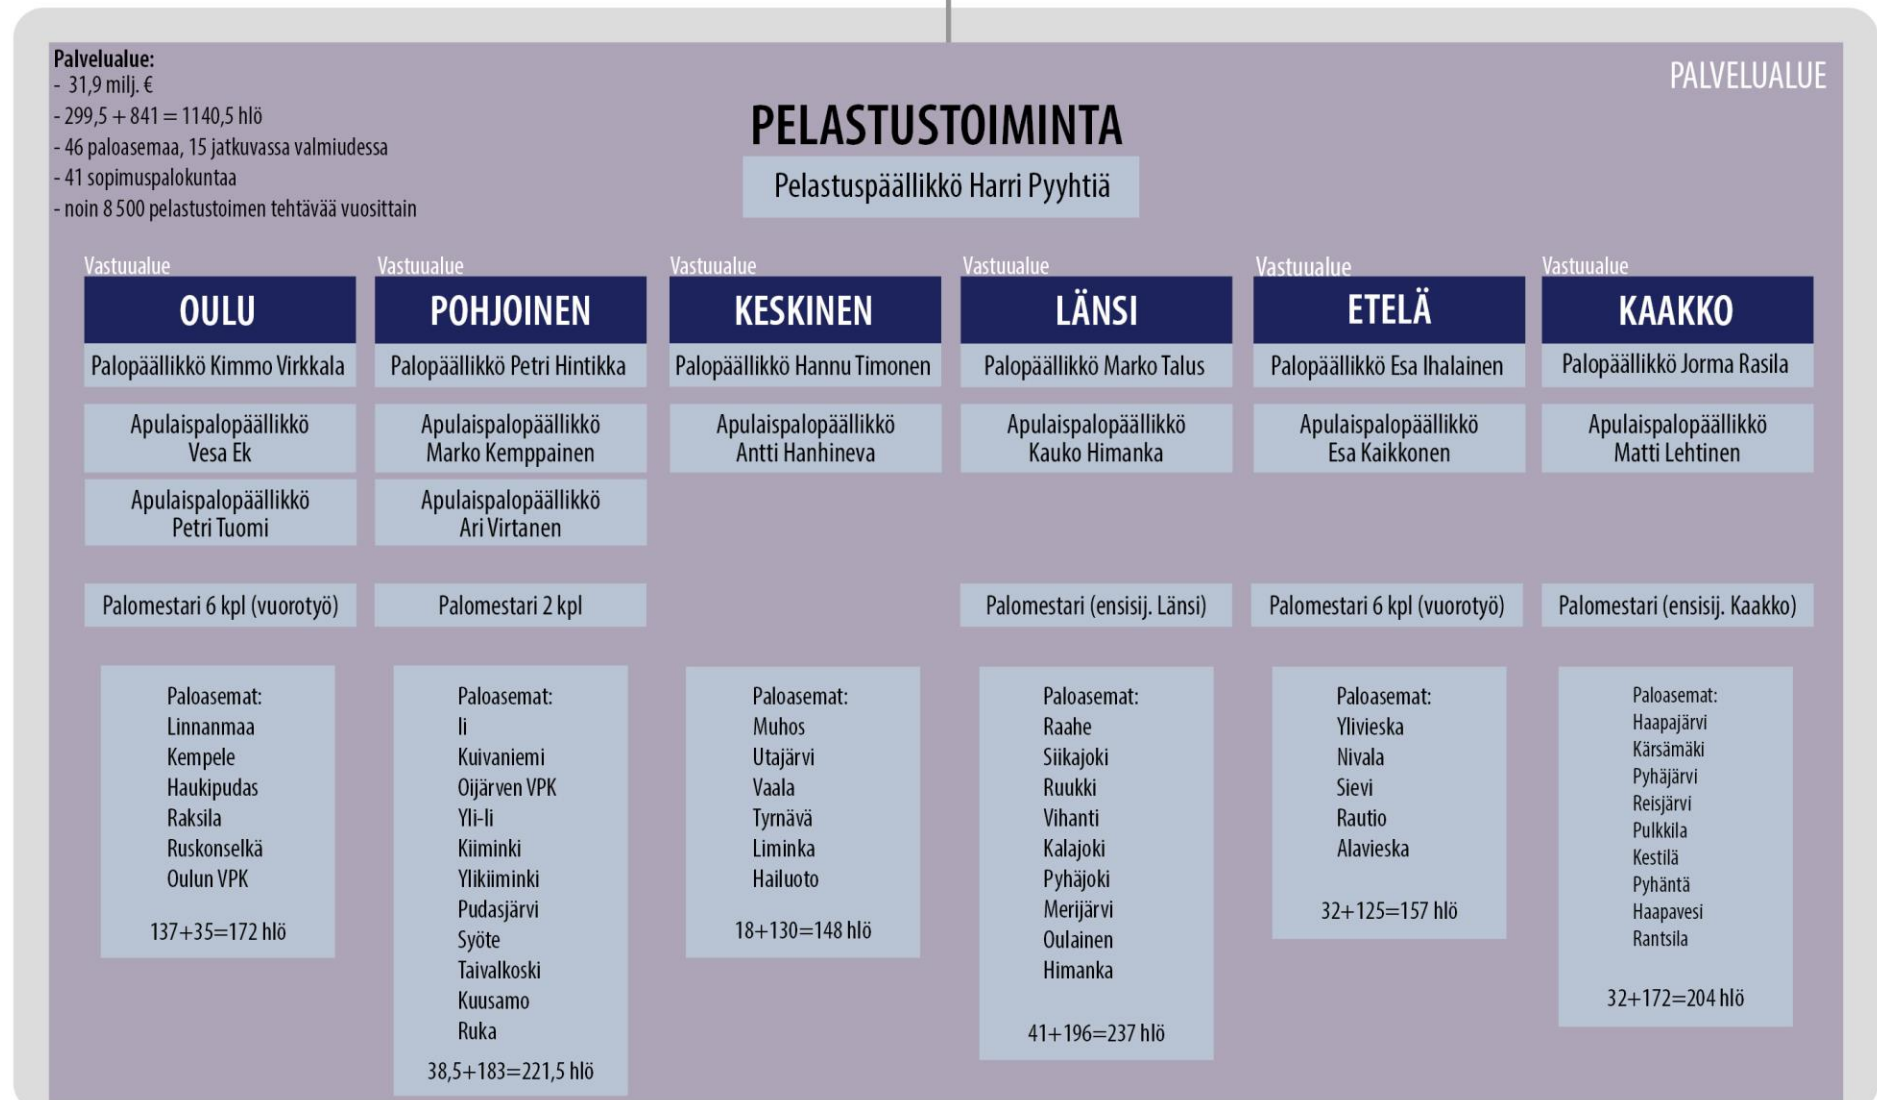 Palvelualue:
- 31,9 milj. €
- 299,5 + 841 = 1140,5 hlö
- 46 paloasemaa, 15 jatkuvassa valmiudessa
- 41 sopimuspalokuntaa
- noin 8 500 pelastustoimen tehtävää vuosittain
PALVELUALUE
PELASTUSTOIMINTA
Pelastuspäällikkö Harri Pyyhtiä
Vastuualue
OULU
Palopäällikkö Kimmo Virkkala
Apulaispalopäällikkö
Vesa Ek
Apulaispalopäällikkö
Petri Tuomi
Palomestari 6 kpl (vuorotyö)
Paloasemat:
Linnanmaa
Kempele
Haukipudas
Raksila
Ruskonselkä
Oulun VPK
137+35=172 hlö
Vastuualue
POHJOINEN
Palopäällikkö Petri Hintikka
Apulaispalopäällikkö
Marko Kemppainen
Apulaispalopäällikkö
Ari Virtanen
Palomestari 2 kpl
Paloasemat:
Ii
Kuivaniemi
Oijärven VPK
Yli-Ii
Kiiminki
Ylikiiminki
Pudasjärvi
Syöte
Taivalkoski
Kuusamo
Ruka
38,5+183=221,5 hlö
Vastuualue
KESKINEN
Palopäällikkö Hannu Timonen
Apulaispalopäällikkö
Antti Hanhineva
Paloasemat:
Muhos
Utajärvi
Vaala
Tyrnävä
Liminka
Hailuoto
18+130=148 hlö
Vastuualue
LÄNSI
Palopäällikkö Marko Talus
Apulaispalopäällikkö
Kauko Himanka
Palomestari (ensisij. Länsi)
Paloasemat:
Raahe
Siikajoki
Ruukki
Vihanti
Kalajoki
Pyhäjoki
Merijärvi
Oulainen
Himanka
41+196=237 hlö
Vastuualue
ETELÄ
Palopäällikkö Esa Ihalainen
Apulaispalopäällikkö
Esa Kaikkonen
Palomestari 6 kpl (vuorotyö)
Paloasemat:
Ylivieska
Nivala
Sievi
Rautio
Alavieska
32+125=157 hlö
Vastuualue
KAAKKO
Palopäällikkö Jorma Rasila
Apulaispalopäällikkö
Matti Lehtinen
Palomestari (ensisij. Kaakko)
Paloasemat:
Haapajärvi
Kärsämäki
Pyhäjärvi
Reisjärvi
Pulkkila
Kestilä
Pyhäntä
Haapavesi
Rantsila
32+172=204 hlö